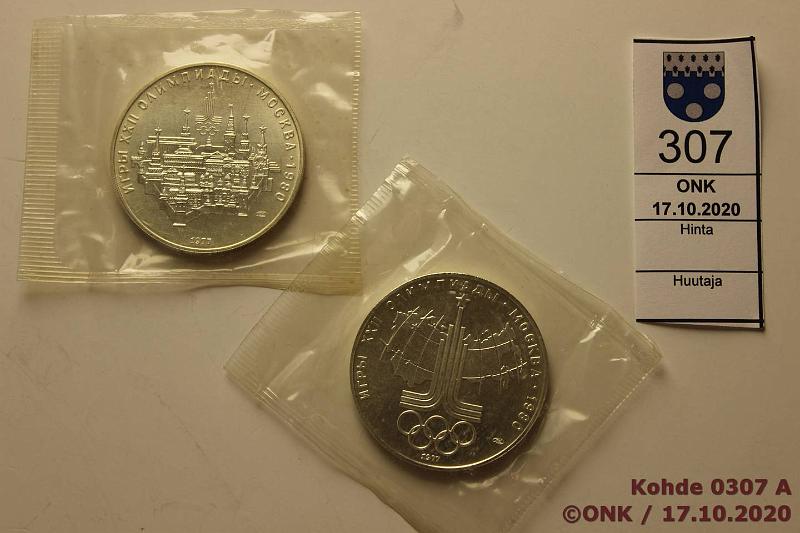 ИГРЫ XXII ОЛИМПИАДЫ · МОСКВА · 1980
1977
ИГРЫ XXII ОЛИМПИАДЫ · МОСКВА · 1980
1977
307
ONK
17.10.2020
Hinta
Huutaja
Kohde 0307 A
©ONK / 17.10.2020